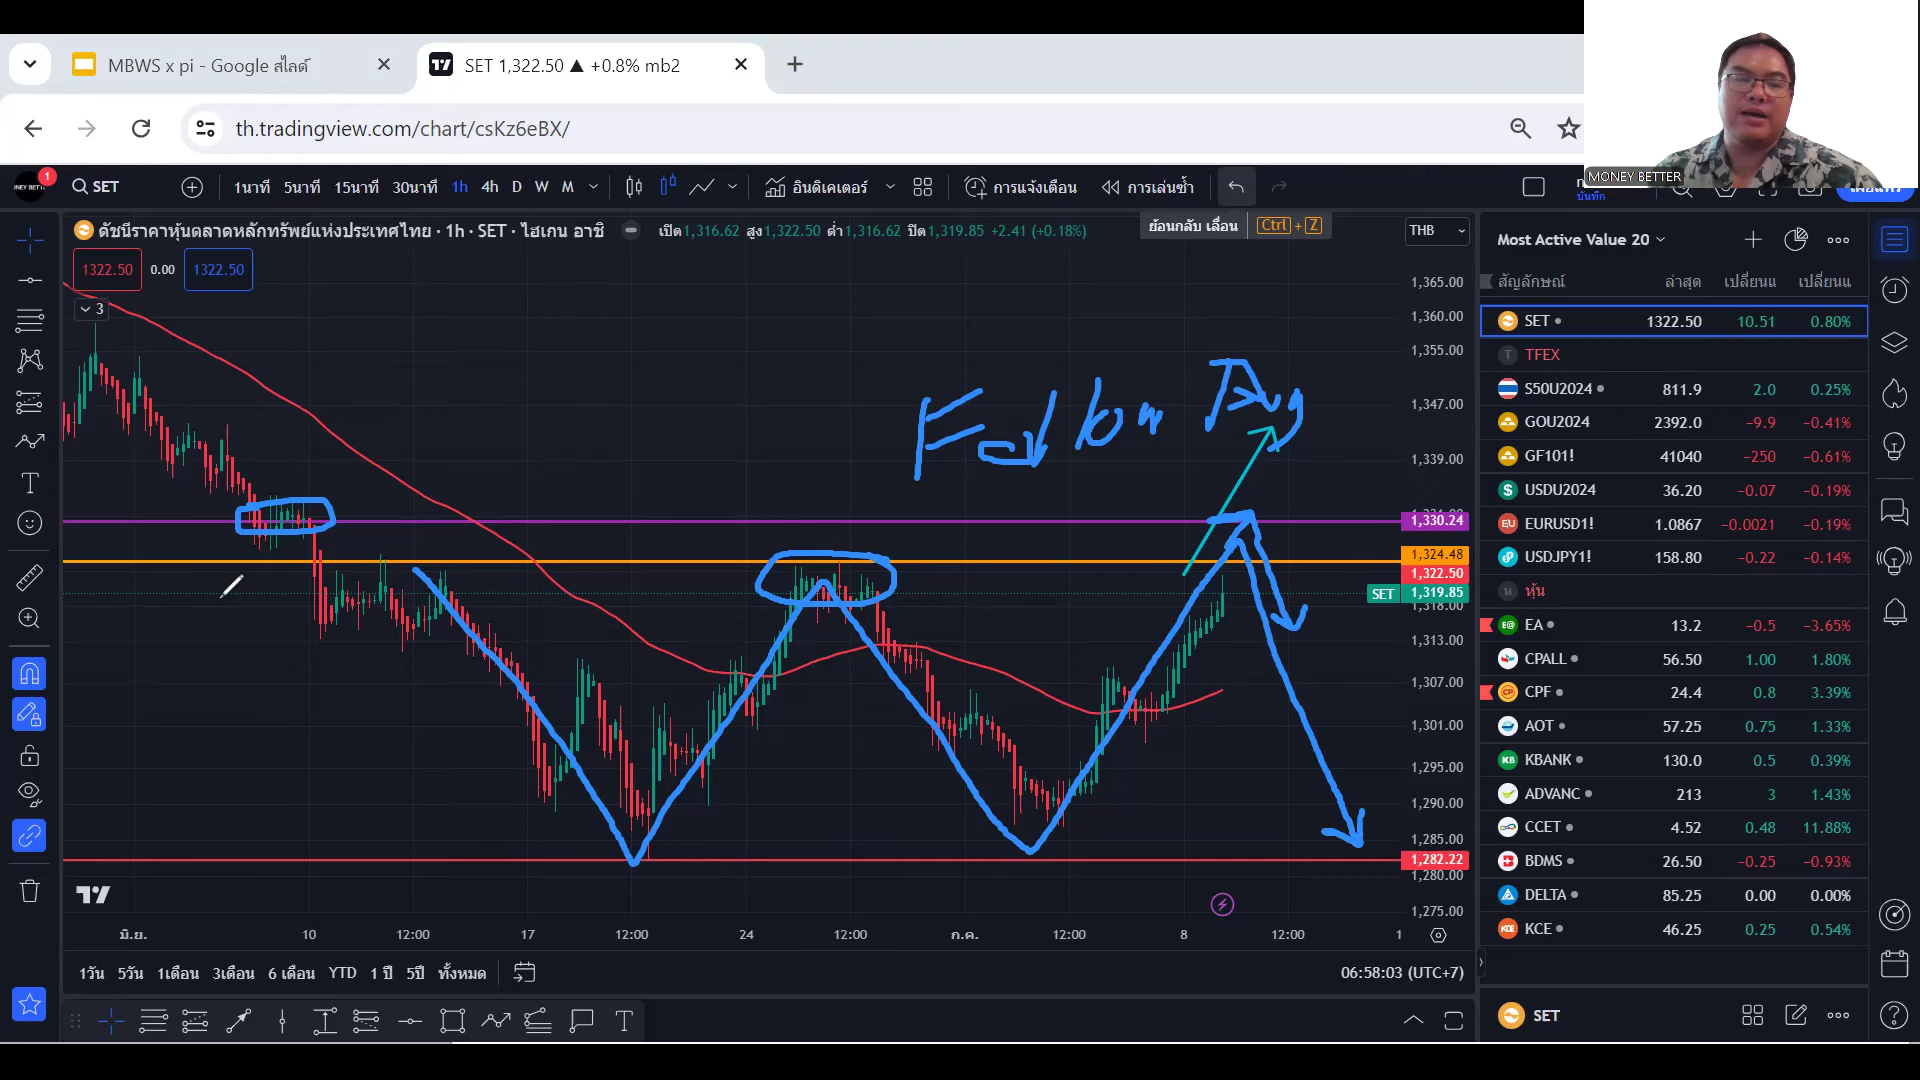 MBWS x pi - Google สไลด์
SET 1,322.50 ▲ +0.8% mb2
th.tradingview.com/chart/csKz6eBX/
MONEY BETTER
1
SET
1นาที 5นาที 15นาที 30นาที 1h 4h D W M
อินดิเคเตอร์
การแจ้งเตือน
การเล่นซ้ำ
บันทึก
ดัชนีราคาหุ้นตลาดหลักทรัพย์แห่งประเทศไทย · 1h · SET · ไฮเกน อาชิ
เปิด1,316.62 สูง1,322.50 ต่ำ1,316.62 ปิด1,319.85 +2.41 (+0.18%)
ย้อนกลับ เลื่อน Ctrl + Z
THB
1322.50 0.00 1322.50
3
1,365.00
1,360.00
1,355.00
1,347.00
1,339.00
1,330.24
1,324.48
1,322.50
SET 1,319.85
1,318.00
1,313.00
1,307.00
1,301.00
1,295.00
1,290.00
1,285.00
1,282.22
1,280.00
1,275.00
มิ.ย. 10 12:00 17 12:00 24 12:00 ก.ค. 12:00 8 12:00 1
1วัน 5วัน 1เดือน 3เดือน 6 เดือน YTD 1 ปี 5ปี ทั้งหมด
06:58:03 (UTC+7)
Most Active Value 20
สัญลักษณ์ ล่าสุด เปลี่ยนแ เปลี่ยนแ
SET 1322.50 10.51 0.80%
T TFEX
S50U2024 811.9 2.0 0.25%
GOU2024 2392.0 −9.9 −0.41%
GF101! 41040 −250 −0.61%
USDU2024 36.20 −0.07 −0.19%
EURUSD1! 1.0867 −0.0021 −0.19%
USDJPY1! 158.80 −0.22 −0.14%
ห หุ้น
EA 13.2 −0.5 −3.65%
CPALL 56.50 1.00 1.80%
CPF 24.4 0.8 3.39%
AOT 57.25 0.75 1.33%
KBANK 130.0 0.5 0.39%
ADVANC 213 3 1.43%
CCET 4.52 0.48 11.88%
BDMS 26.50 −0.25 −0.93%
DELTA 85.25 0.00 0.00%
KCE 46.25 0.25 0.54%
SET